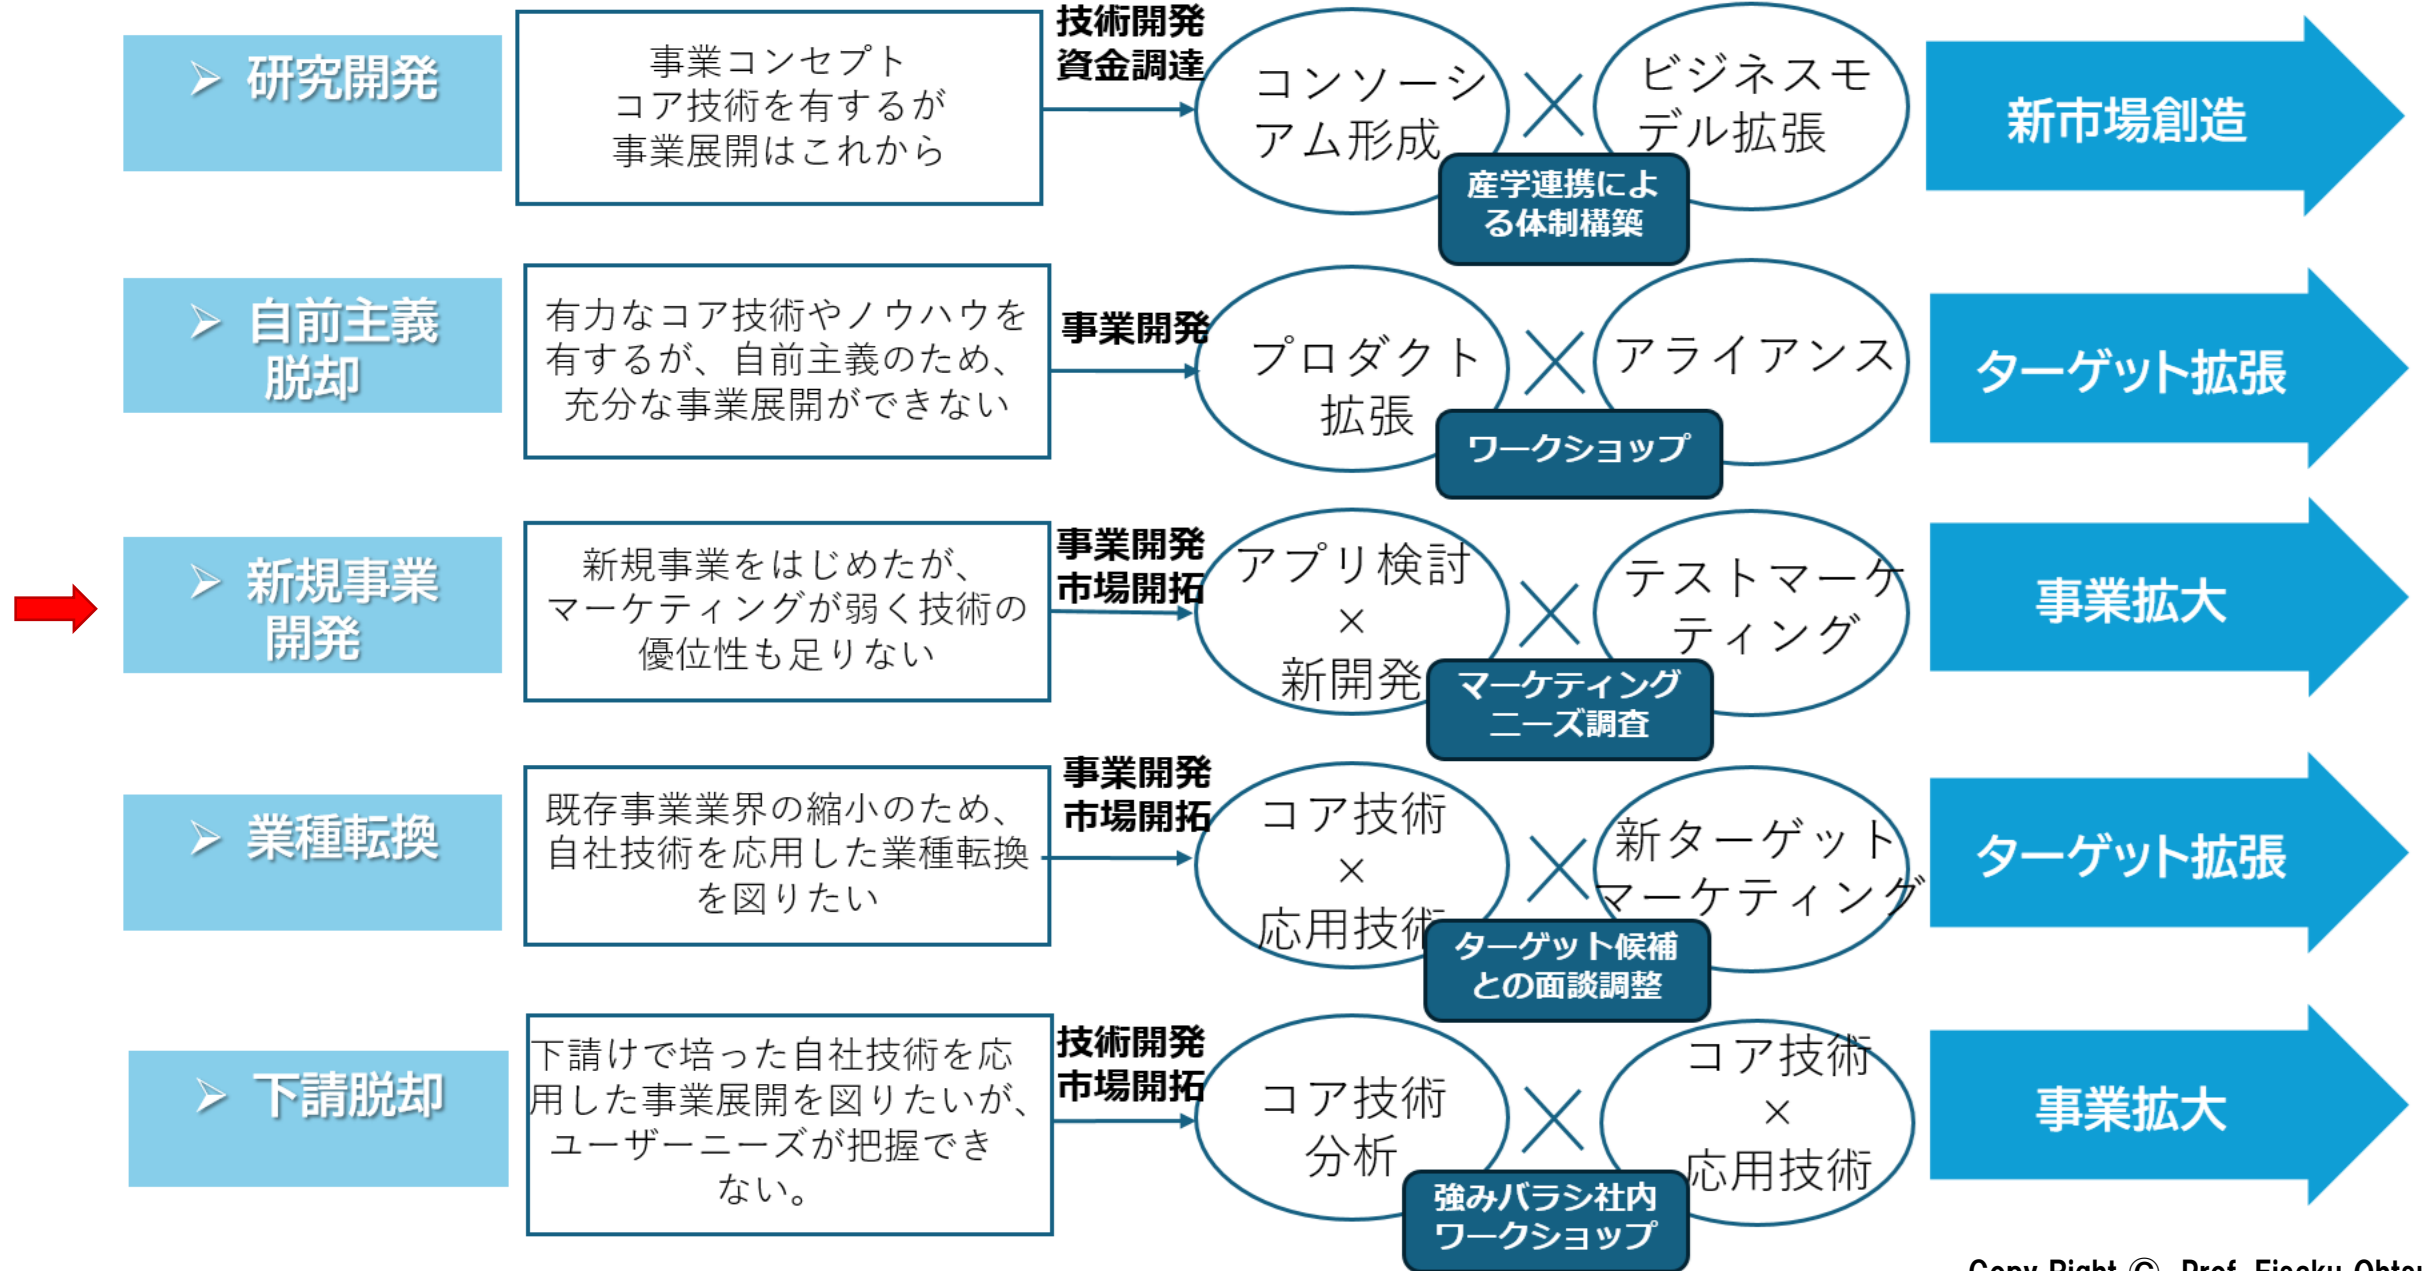 ➢ 研究開発
事業コンセプト
コア技術を有するが
事業展開はこれから
技術開発
資金調達
コンソーシ
アム形成
×
ビジネスモ
デル拡張
産学連携によ
る体制構築
新市場創造
➢ 自前主義
脱却
有力なコア技術やノウハウを
有するが、自前主義のため、
充分な事業展開ができない
事業開発
プロダクト
拡張
×
アライアンス
ワークショップ
ターゲット拡張
➢ 新規事業
開発
新規事業をはじめたが、
マーケティングが弱く技術の
優位性も足りない
事業開発
市場開拓
アプリ検討
×
新開発
×
テストマーケ
ティング
マーケティング
ニーズ調査
事業拡大
➢ 業種転換
既存事業業界の縮小のため、
自社技術を応用した業種転換
を図りたい
事業開発
市場開拓
コア技術
×
応用技術
×
新ターゲット
マーケティング
ターゲット候補
との面談調整
ターゲット拡張
➢ 下請脱却
下請けで培った自社技術を応
用した事業展開を図りたいが、
ユーザーニーズが把握でき
ない。
技術開発
市場開拓
コア技術
分析
×
コア技術
×
応用技術
強みバラシ社内
ワークショップ
事業拡大
Copy Right © Prof. Eisaku